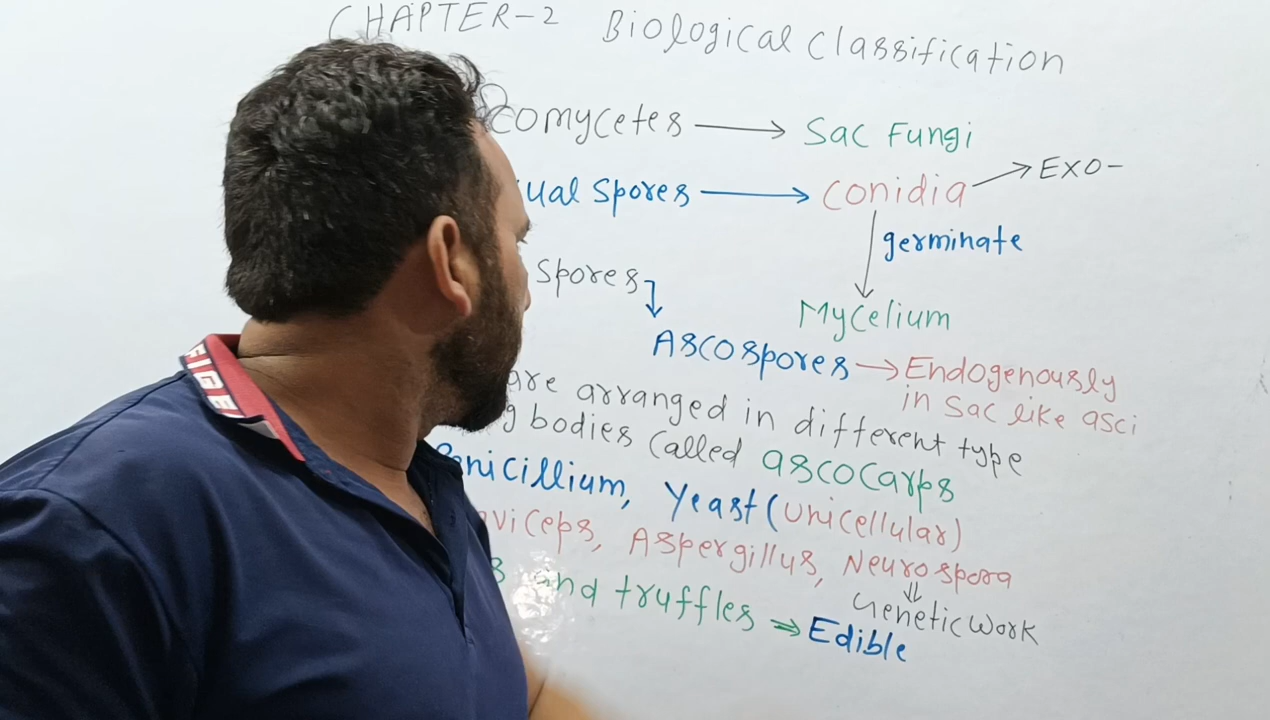 CHAPTER-2 Biological Classification
comycetes → Sac Fungi
ual Spores → Conidia → Exo-
germinate
Spores
Mycelium
Ascospores → Endogenously
in Sac like asci
are arranged in different type
g bodies called ascocarps
Penicillium, Yeast (Unicellular)
viceps, Aspergillus, Neurospora
⇓
Genetic Work
and truffles ⇒ Edible